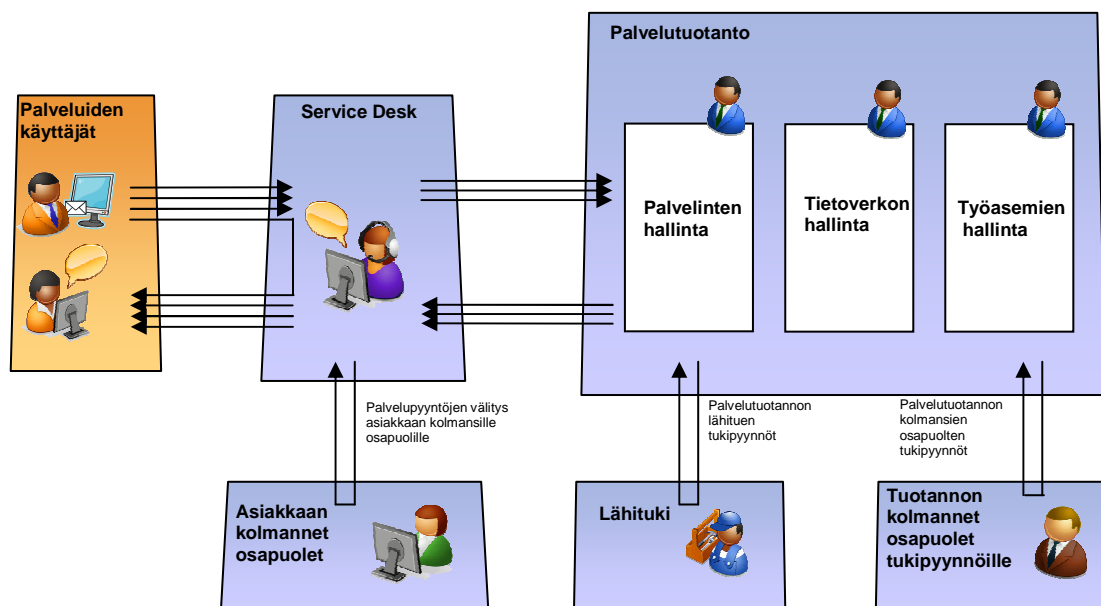 Palvelutuotanto
Palveluiden
käyttäjät
Service Desk
Palvelinten
hallinta
Tietoverkon
hallinta
Työasemien
hallinta
Palvelupyyntöjen välitys
asiakkaan kolmansille
osapuolille
Palvelutuotannon
lähituen
tukipyynnöt
Palvelutuotannon
kolmansien
osapuolten
tukipyynnöt
Asiakkaan
kolmannet
osapuolet
Lähituki
Tuotannon
kolmannet
osapuolet
tukipyynnöille